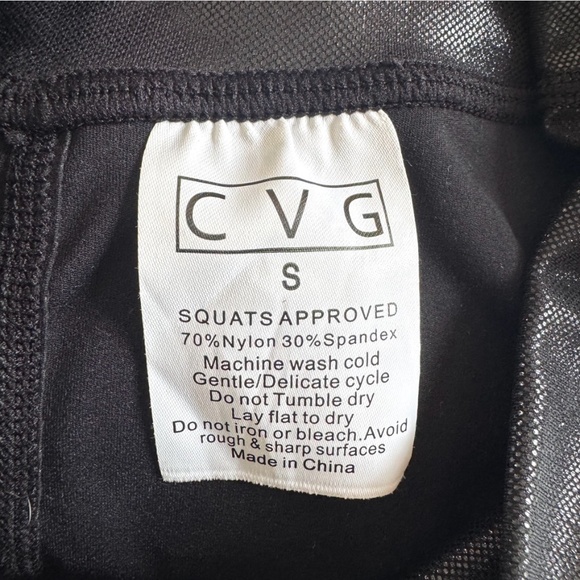 CVG
S
SQUATS APPROVED
70%Nylon 30%Spandex
Machine wash cold
Gentle/Delicate cycle
Do not Tumble dry
Lay flat to dry
Do not iron or bleach.Avoid
rough & sharp surfaces
Made in China